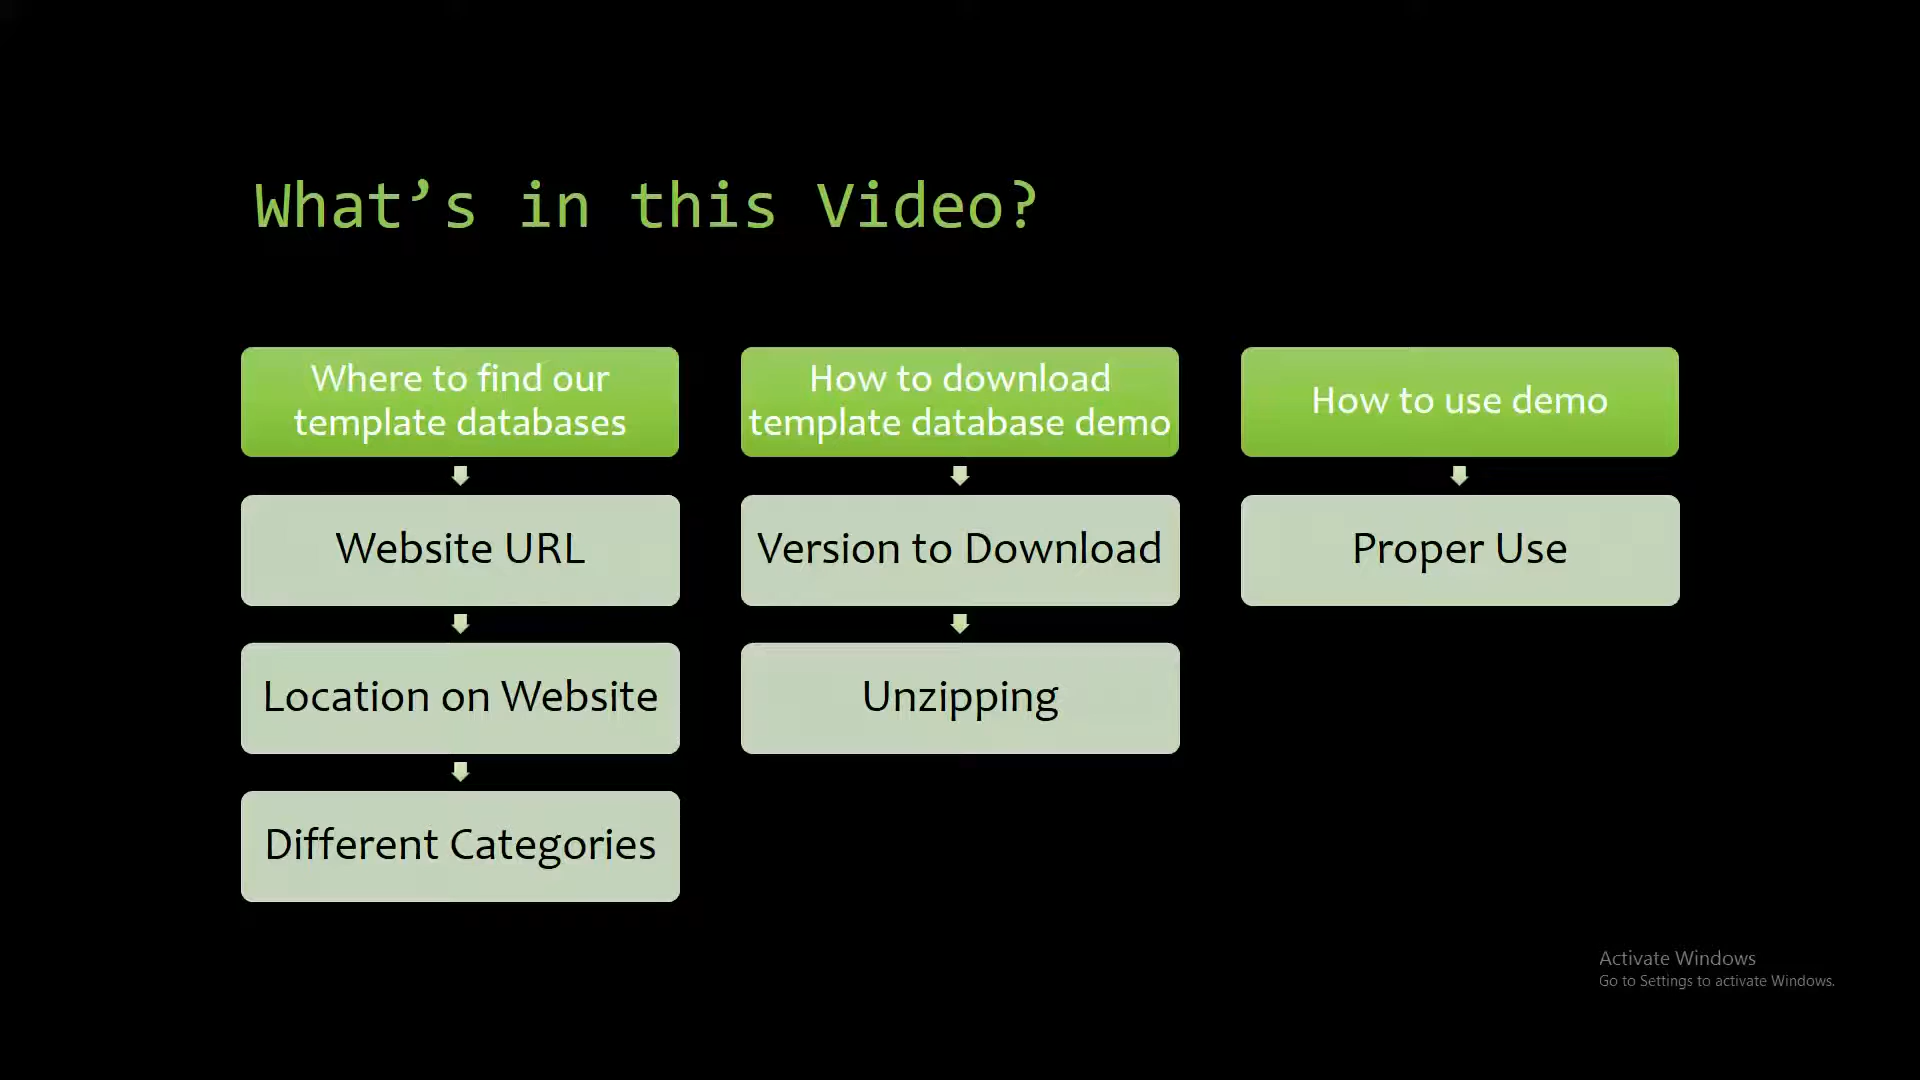 What’s in this Video?
Where to find our
template databases
Website URL
Location on Website
Different Categories
How to download
template database demo
Version to Download
Unzipping
How to use demo
Proper Use
Activate Windows
Go to Settings to activate Windows.